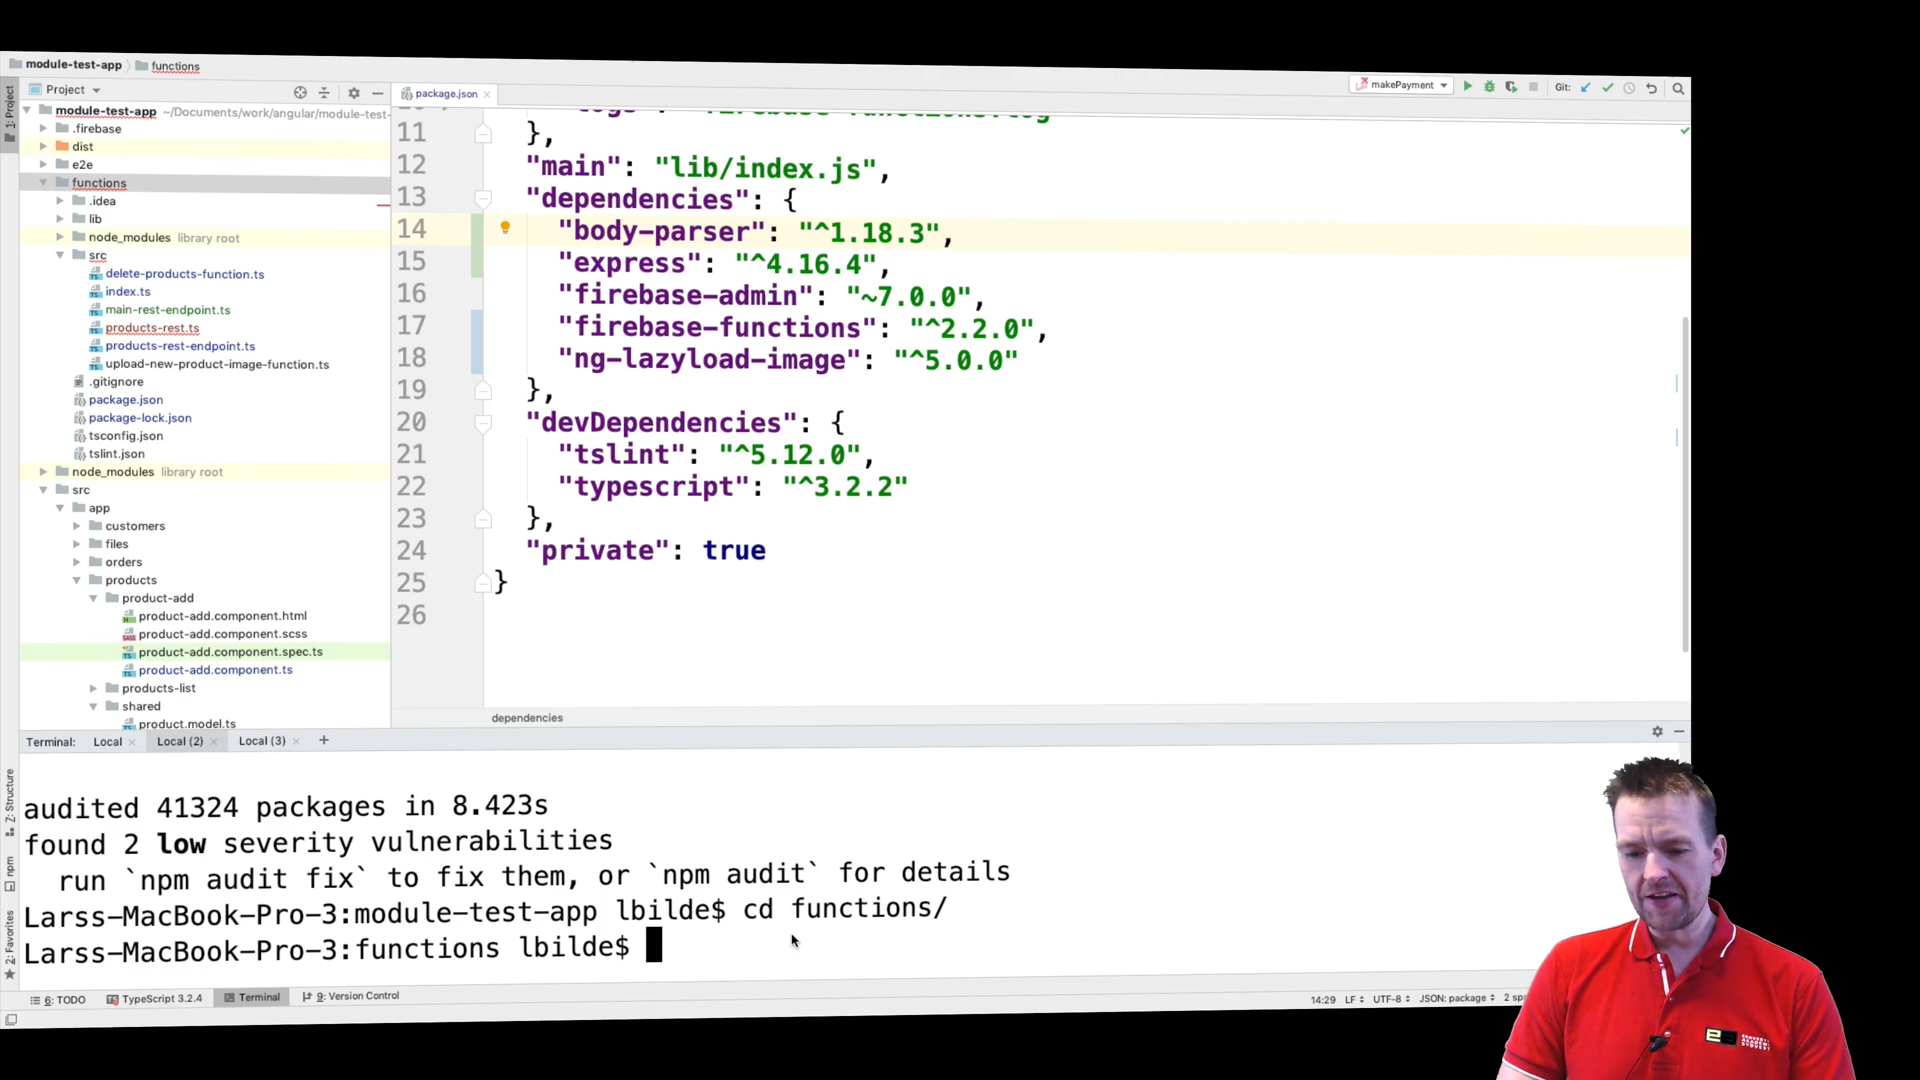 module-test-app
functions
makePayment
Git:
1: Project
Project
package.json
module-test-app ~/Documents/work/angular/module-test-
.firebase
dist
e2e
functions
.idea
lib
node_modules library root
src
delete-products-function.ts
index.ts
main-rest-endpoint.ts
products-rest.ts
products-rest-endpoint.ts
upload-new-product-image-function.ts
.gitignore
package.json
package-lock.json
tsconfig.json
tslint.json
node_modules library root
src
app
customers
files
orders
products
product-add
product-add.component.html
product-add.component.scss
product-add.component.spec.ts
product-add.component.ts
products-list
shared
product.model.ts
11 },
12 "main": "lib/index.js",
13 "dependencies": {
14 "body-parser": "^1.18.3",
15 "express": "^4.16.4",
16 "firebase-admin": "~7.0.0",
17 "firebase-functions": "^2.2.0",
18 "ng-lazyload-image": "^5.0.0"
19 },
20 "devDependencies": {
21 "tslint": "^5.12.0",
22 "typescript": "^3.2.2"
23 },
24 "private": true
25 }
26
dependencies
Terminal: Local Local (2) Local (3) +
Z: Structure
npm
2: Favorites
audited 41324 packages in 8.423s
found 2 low severity vulnerabilities
run `npm audit fix` to fix them, or `npm audit` for details
Larss-MacBook-Pro-3:module-test-app lbilde$ cd functions/
Larss-MacBook-Pro-3:functions lbilde$
6: TODO TypeScript 3.2.4 Terminal 9: Version Control
14:29 LF UTF-8 JSON: package 2 sp